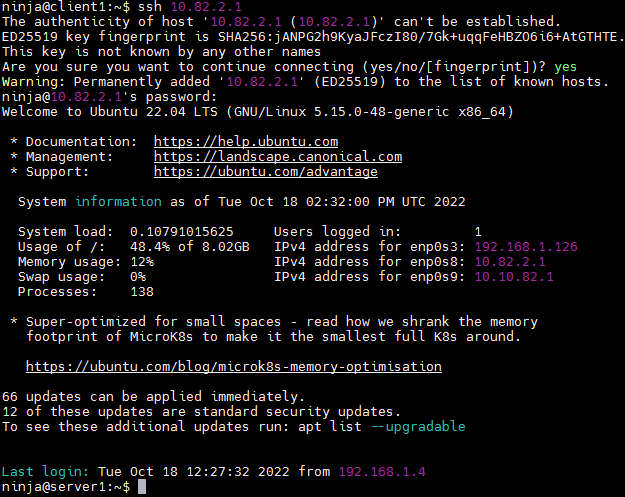 ninja@client1:~$ ssh 10.82.2.1
The authenticity of host '10.82.2.1 (10.82.2.1)' can't be established.
ED25519 key fingerprint is SHA256:jANPG2h9KyaJFczI80/7Gk+uqqFeHBZO6i6+AtGTHTE.
This key is not known by any other names
Are you sure you want to continue connecting (yes/no/[fingerprint])? yes
Warning: Permanently added '10.82.2.1' (ED25519) to the list of known hosts.
ninja@10.82.2.1's password:
Welcome to Ubuntu 22.04 LTS (GNU/Linux 5.15.0-48-generic x86_64)

 * Documentation:  https://help.ubuntu.com
 * Management:     https://landscape.canonical.com
 * Support:        https://ubuntu.com/advantage

  System information as of Tue Oct 18 02:32:00 PM UTC 2022

  System load:  0.10791015625     Users logged in:         1
  Usage of /:   48.4% of 8.02GB   IPv4 address for enp0s3: 192.168.1.126
  Memory usage: 12%               IPv4 address for enp0s8: 10.82.2.1
  Swap usage:   0%                IPv4 address for enp0s9: 10.10.82.1
  Processes:    138

 * Super-optimized for small spaces - read how we shrank the memory
   footprint of MicroK8s to make it the smallest full K8s around.

   https://ubuntu.com/blog/microk8s-memory-optimisation

66 updates can be applied immediately.
12 of these updates are standard security updates.
To see these additional updates run: apt list --upgradable

Last login: Tue Oct 18 12:27:32 2022 from 192.168.1.4
ninja@server1:~$